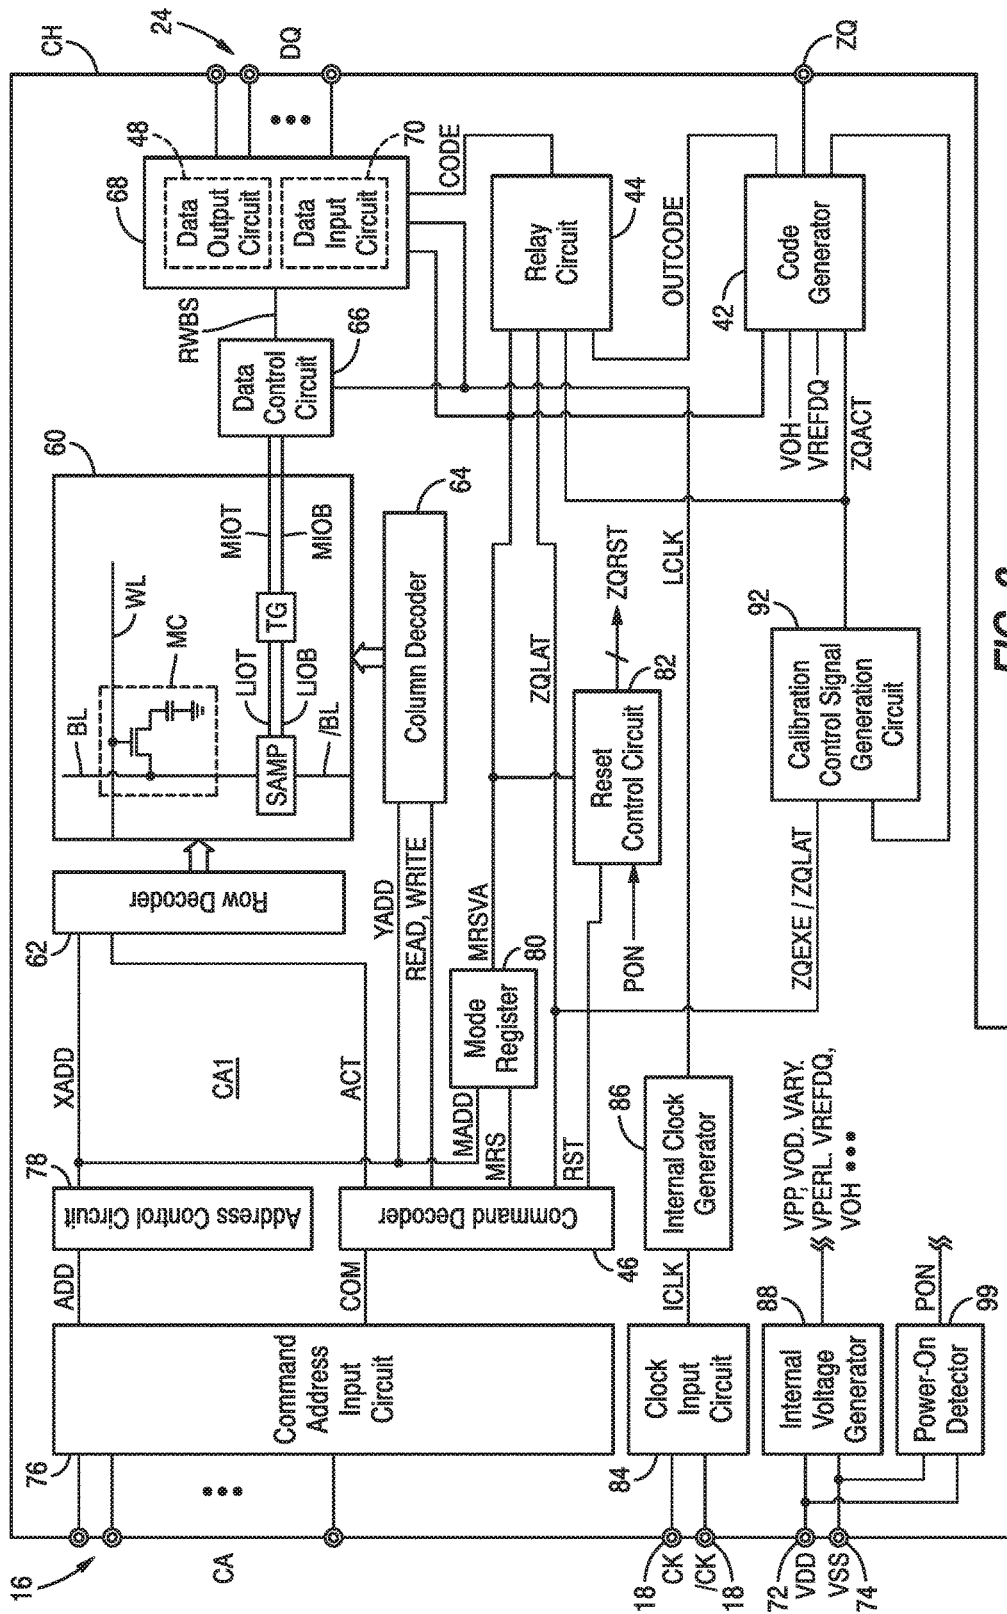 16
CA
76
Command
Address
Input
Circuit
ADD
COM
78
Address Control Circuit
Command Decoder
46
XADD
CA1
ACT
MADD
MRS
RST
62
Row Decoder
YADD
READ, WRITE
MRSVA
Mode
Register
80
60
BL
WL
MC
SAMP
/BL
LIOT
LIOB
TG
MIOT
MIOB
Column Decoder
64
RWBS
Data
Control
Circuit
66
68
Data
Output
Circuit
48
Data
Input
Circuit
70
CH
24
DQ
CODE
Relay
Circuit
44
OUTCODE
ZQLAT
PON
Reset
Control Circuit
82
ZQRST
LCLK
42
Code
Generator
ZQ
VOH
VREFDQ
ZQACT
92
Calibration
Control Signal
Generation
Circuit
ZQEXE / ZQLAT
18
CK
/CK
18
84
Clock
Input
Circuit
ICLK
Internal Clock
Generator
86
72
VDD
VSS
74
88
Internal
Voltage
Generator
VPP, VOD. VARY.
VPERL. VREFDQ,
VOH
Power-On
Detector
PON
99